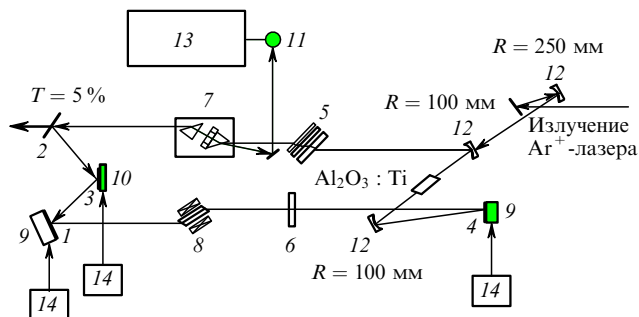 13
11
R = 250 мм
12
T = 5 %
7
5
R = 100 мм
12
Излучение
Ar⁺-лазера
2
Al₂O₃ : Ti
3
10
9
1
8
6
12
4
9
R = 100 мм
14
14
14